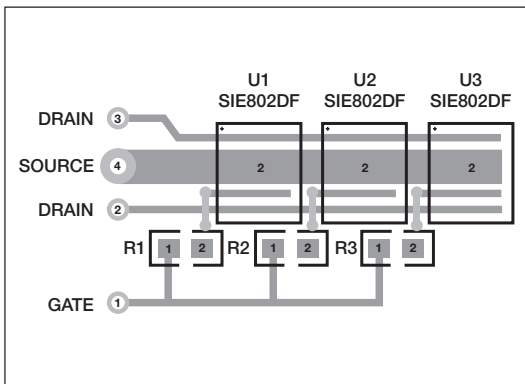 U1 U2 U3
SIE802DF SIE802DF SIE802DF
DRAIN 3
SOURCE 4 2 2 2
DRAIN 2
R1 1 2 R2 1 2 R3 1 2
GATE 1